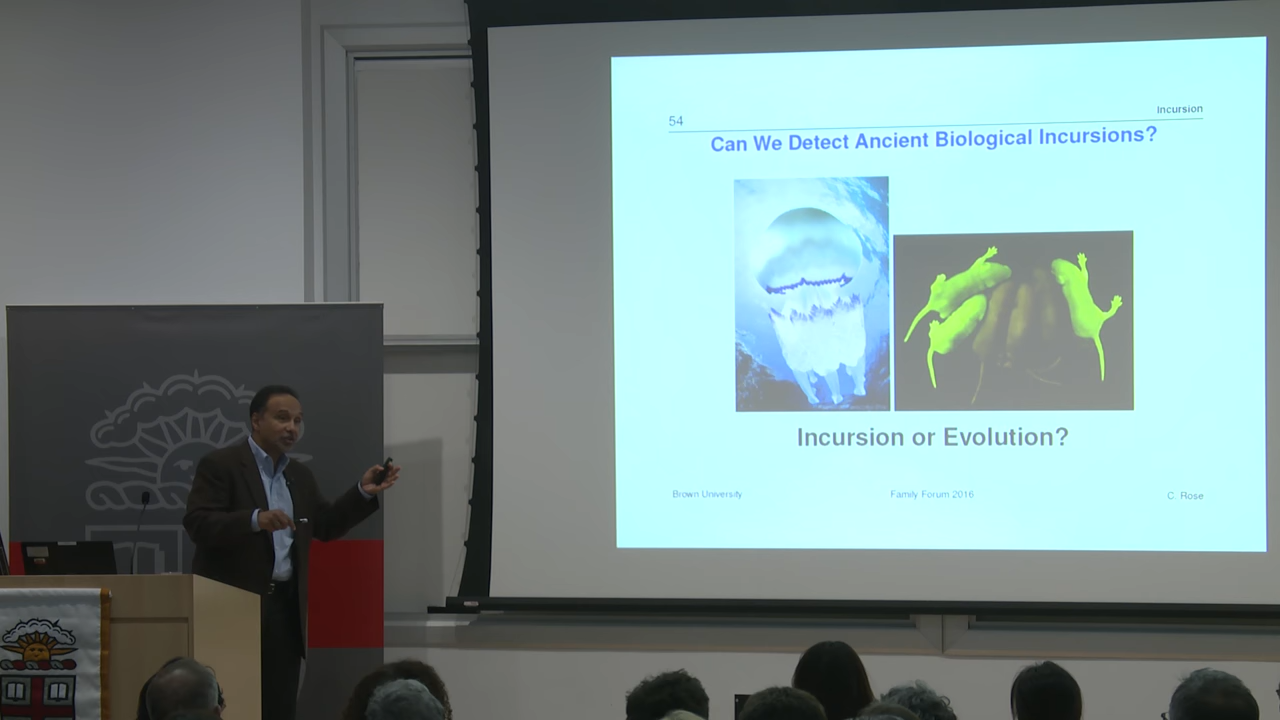 54
Incursion
Can We Detect Ancient Biological Incursions?
Incursion or Evolution?
Brown University
Family Forum 2016
C. Rose